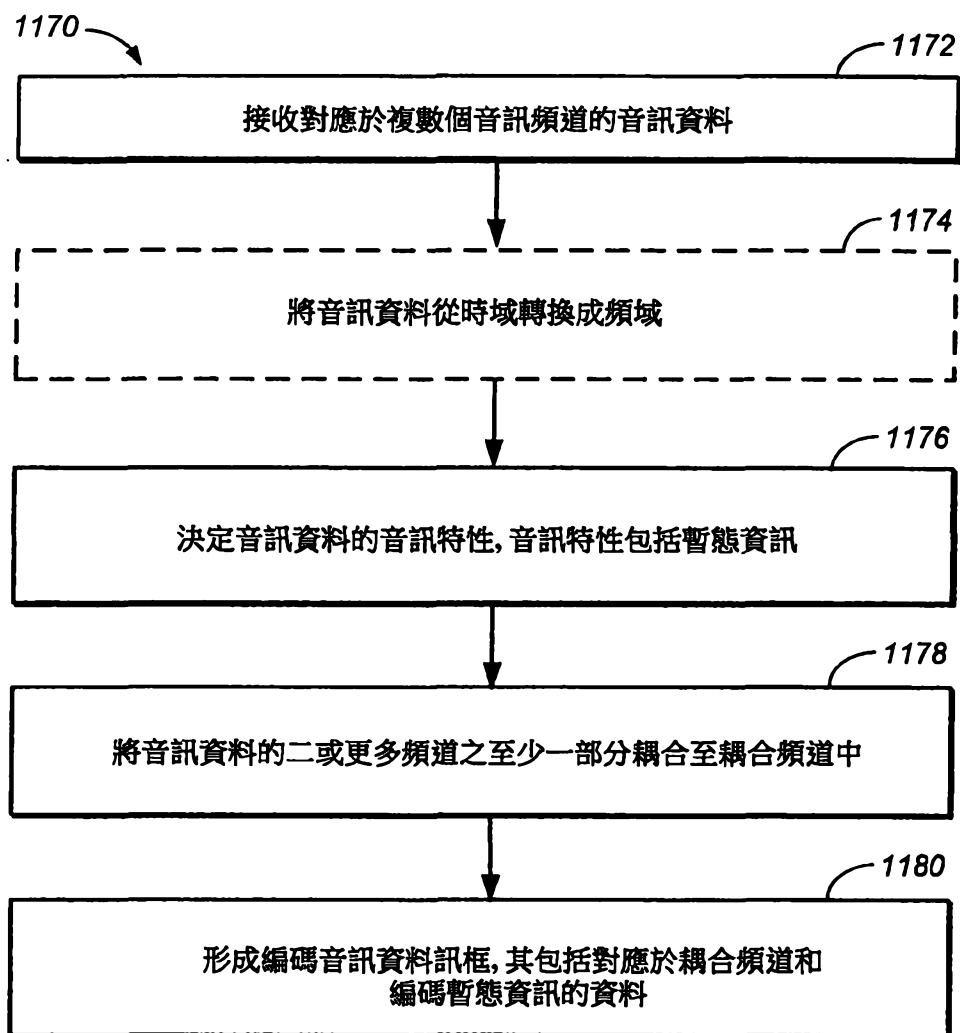 1170
1172
接收對應於複數個音訊頻道的音訊資料
1174
將音訊資料從時域轉換成頻域
1176
決定音訊資料的音訊特性, 音訊特性包括暫態資訊
1178
將音訊資料的二或更多頻道之至少一部分耦合至耦合頻道中
1180
形成編碼音訊資料訊框, 其包括對應於耦合頻道和
編碼暫態資訊的資料